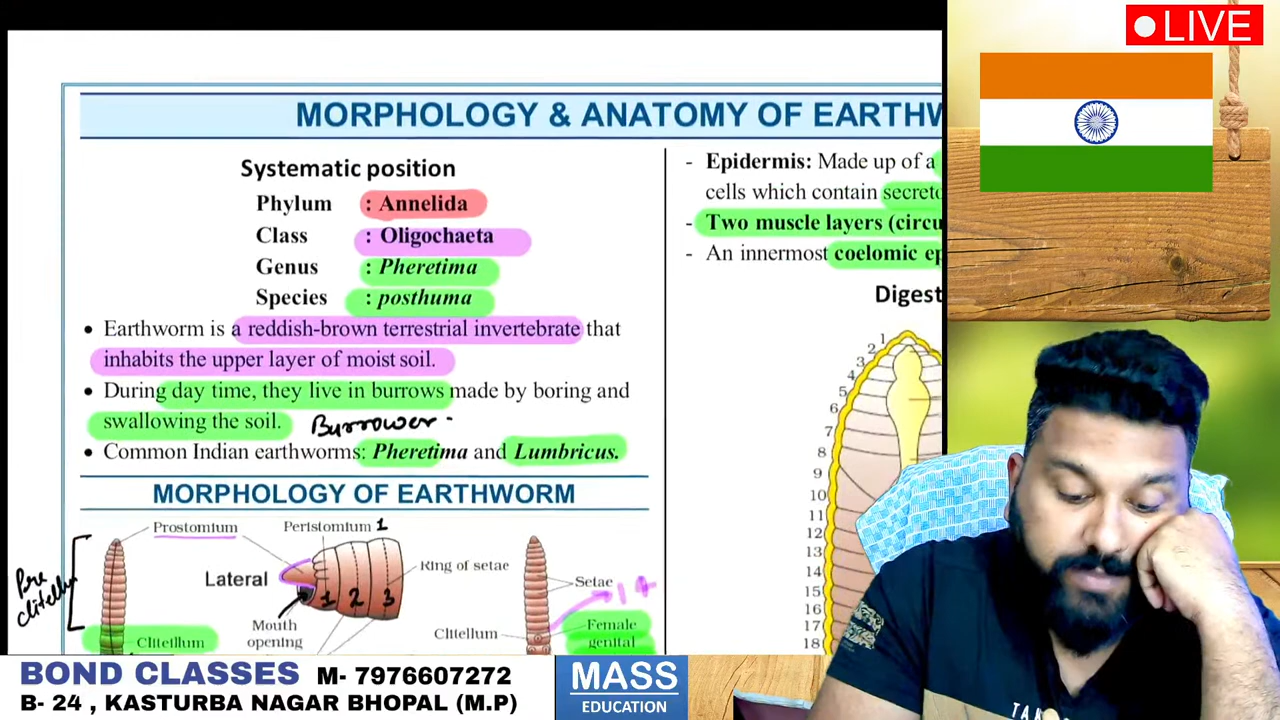 LIVE
MORPHOLOGY & ANATOMY OF EARTHW
Systematic position
Phylum : Annelida
Class : Oligochaeta
Genus : Pheretima
Species : posthuma
• Earthworm is a reddish-brown terrestrial invertebrate that
inhabits the upper layer of moist soil.
• During day time, they live in burrows made by boring and
swallowing the soil. Burrower
• Common Indian earthworms: Pheretima and Lumbricus.
MORPHOLOGY OF EARTHWORM
Prostomium
Peristomium 1
Lateral
Ring of setae
1 2 3
Mouth
opening
Pre
clitellum
Clitellum
Setae
14
Clitellum
Female
genital
- Epidermis: Made up of a
cells which contain secreto
- Two muscle layers (circu
- An innermost coelomic ep
Digest
1
2
3
4
5
6
7
8
9
10
11
12
13
14
15
16
17
18
BOND CLASSES M- 7976607272
B- 24 , KASTURBA NAGAR BHOPAL (M.P)
MASS
EDUCATION